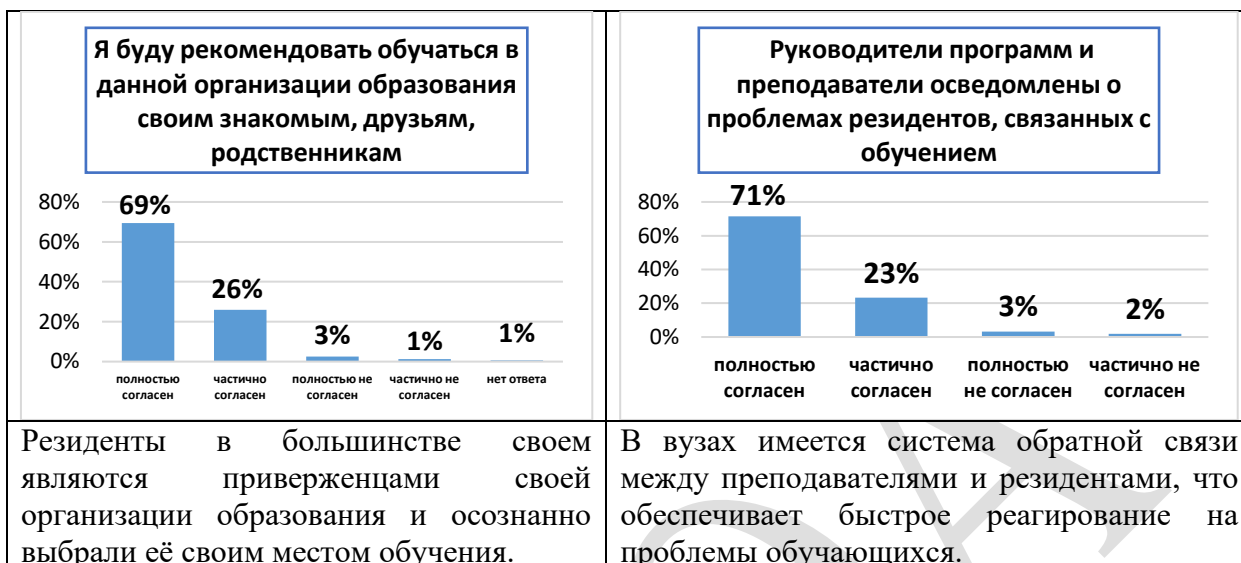 Я буду рекомендовать обучаться в
данной организации образования
своим знакомым, друзьям,
родственникам
80%
60%
40%
20%
0%
69%
26%
3%
1%
1%
полностью согласен
частично согласен
полностью не согласен
частично не согласен
нет ответа
Резиденты в большинстве своем
являются приверженцами своей
организации образования и осознанно
выбрали её своим местом обучения.
Руководители программ и
преподаватели осведомлены о
проблемах резидентов, связанных с
обучением
80%
60%
40%
20%
0%
71%
23%
3%
2%
полностью согласен
частично согласен
полностью не согласен
частично не согласен
В вузах имеется система обратной связи
между преподавателями и резидентами, что
обеспечивает быстрое реагирование на
проблемы обучающихся.